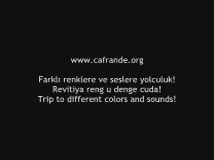 www.cafrande.org
Farklı renklere ve seslere yolculuk!
Revitiya reng u denge cuda!
Trip to different colors and sounds!